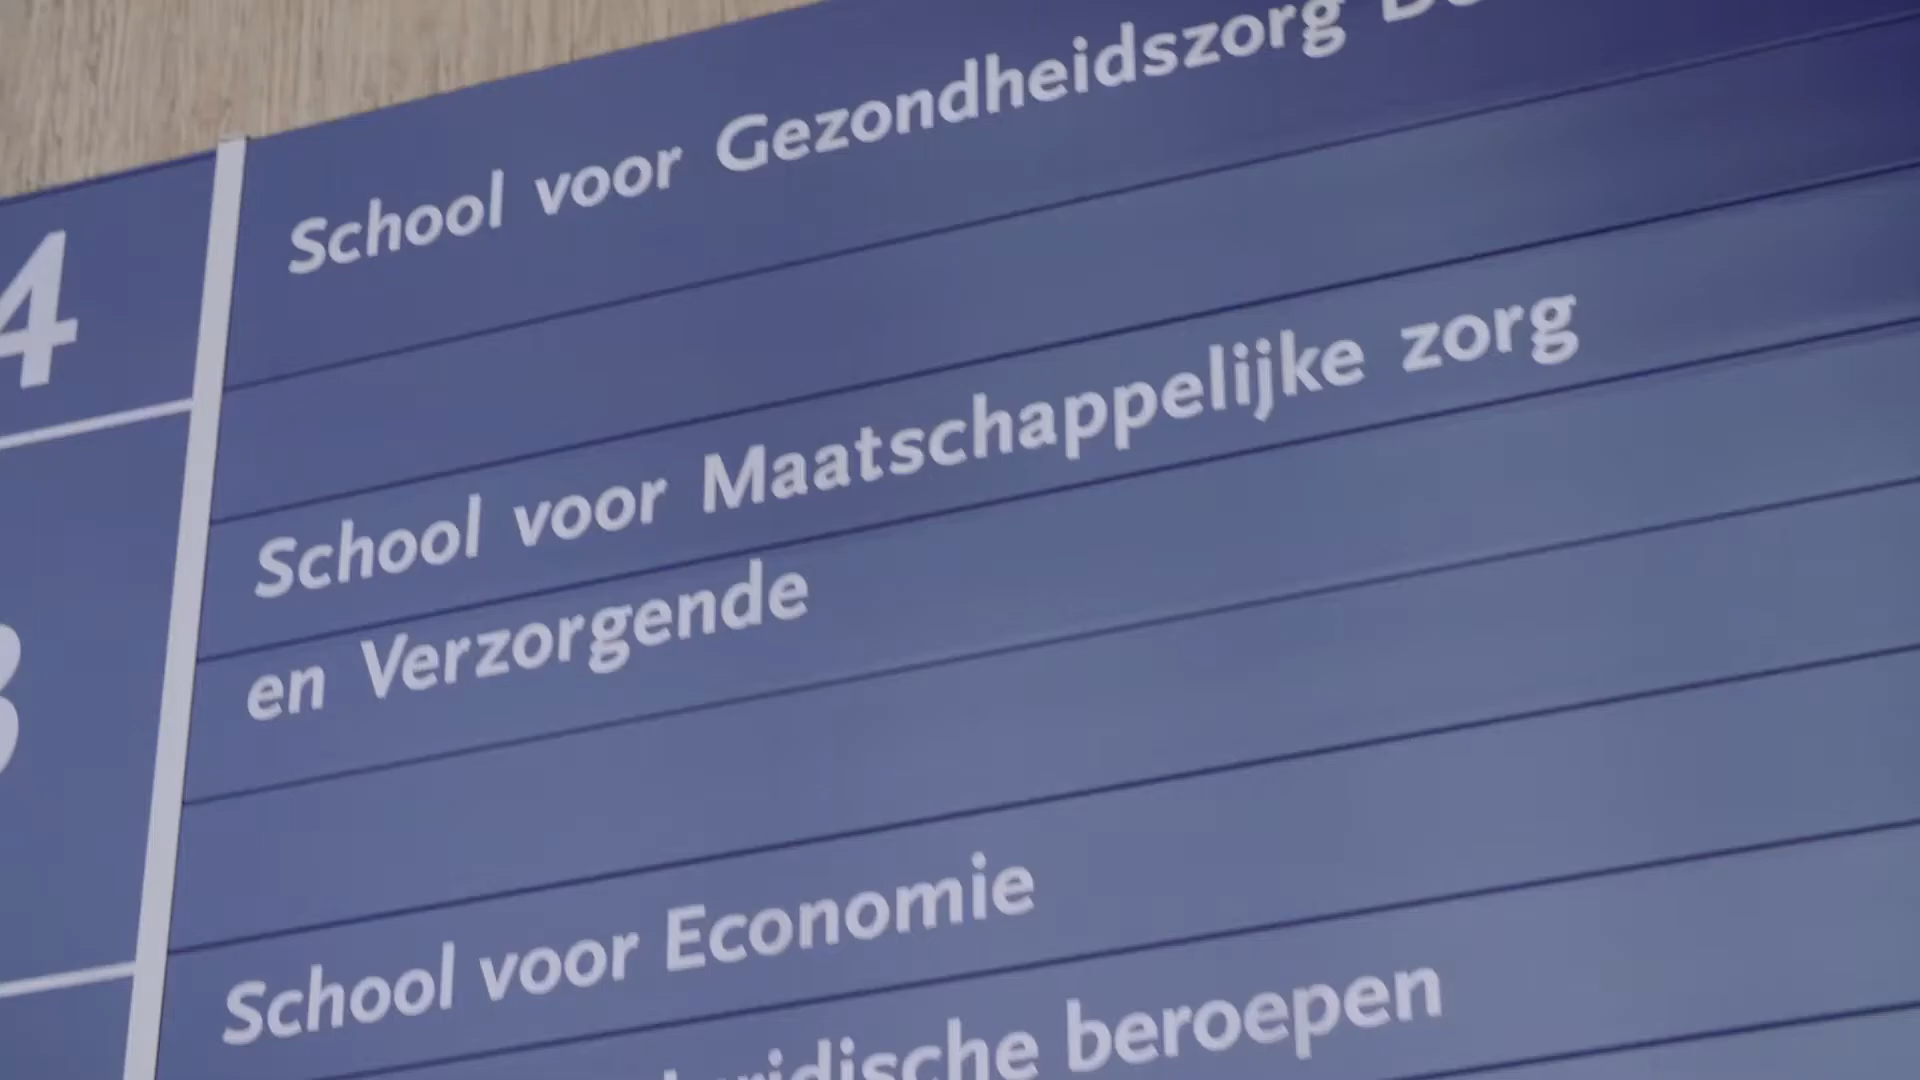 4
School voor Gezondheidszorg
School voor Maatschappelijke zorg
en Verzorgende
3
School voor Economie
beroepen